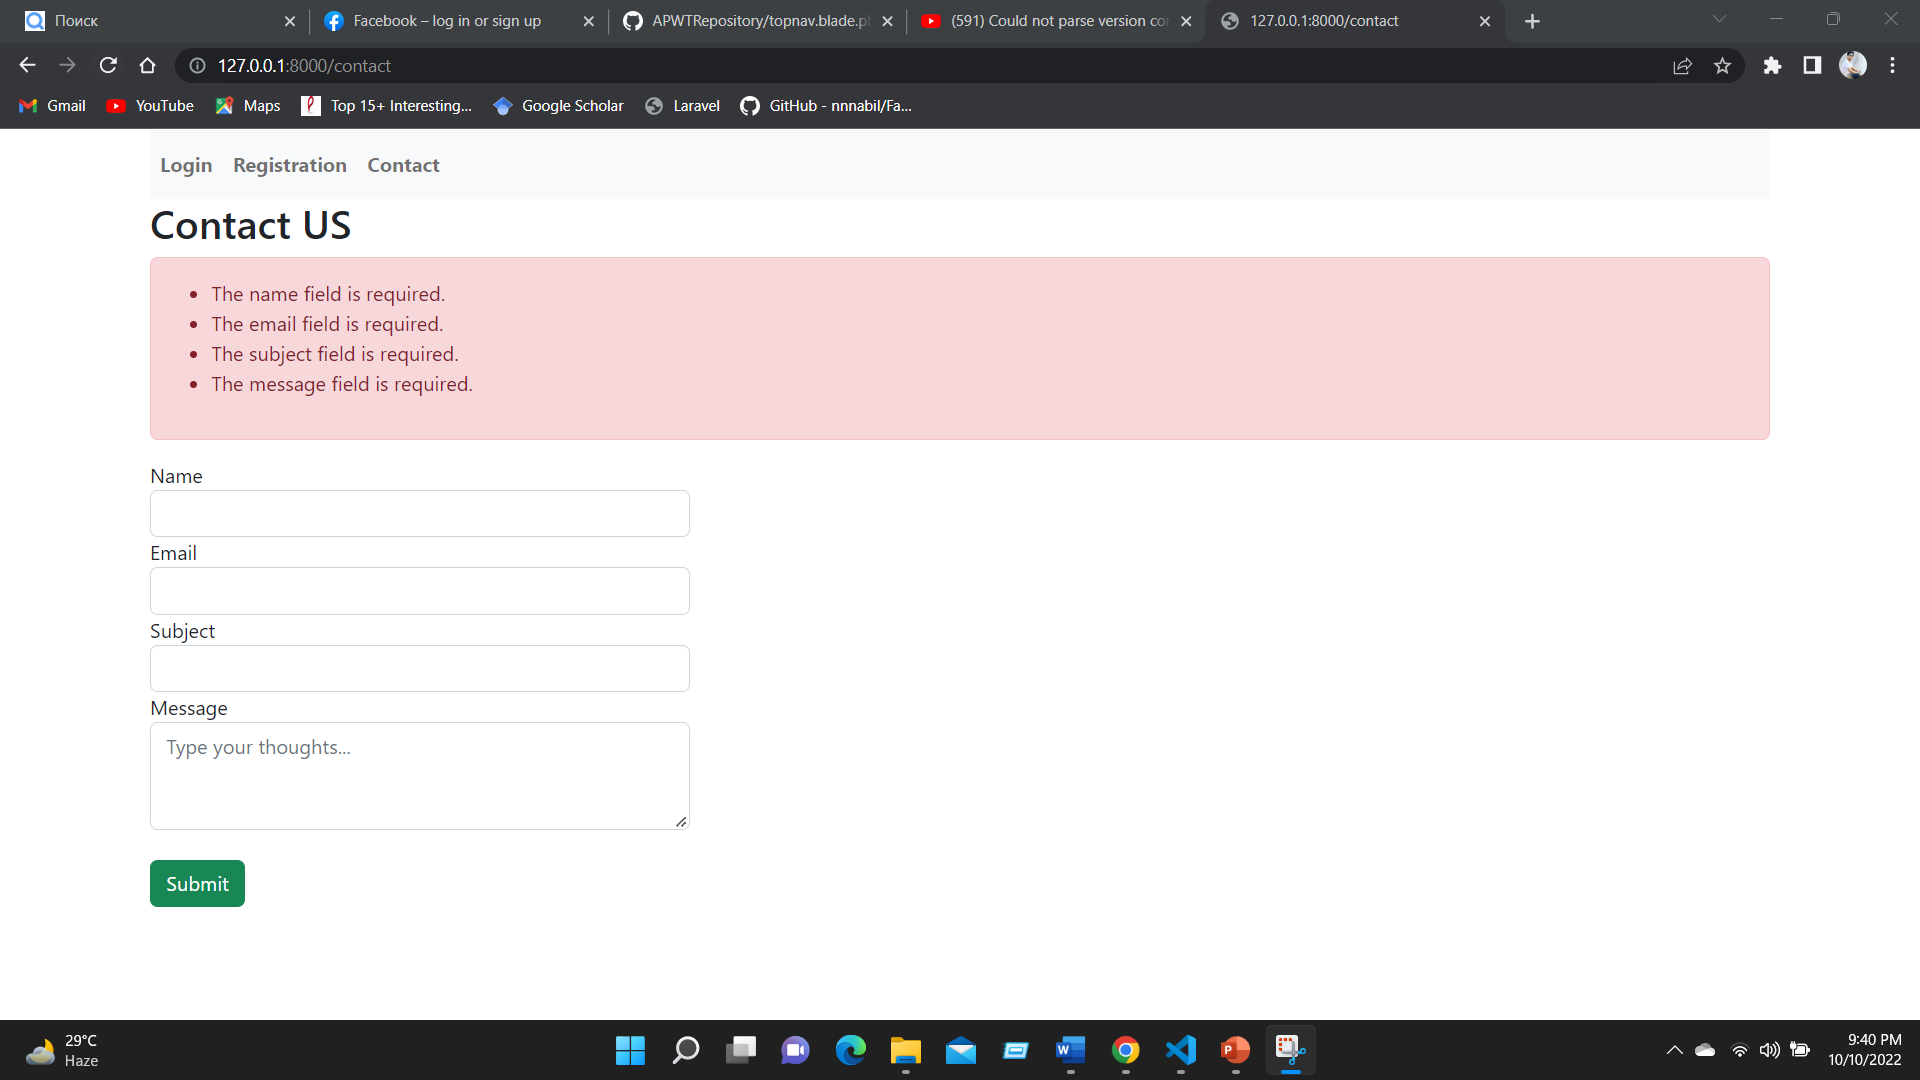 Поиск
Facebook – log in or sign up
APWTRepository/topnav.blade.p
(591) Could not parse version co
127.0.0.1:8000/contact
127.0.0.1:8000/contact
Gmail
YouTube
Maps
Top 15+ Interesting...
Google Scholar
Laravel
GitHub - nnnabil/Fa...
Login Registration Contact
Contact US
The name field is required.
The email field is required.
The subject field is required.
The message field is required.
Name
Email
Subject
Message
Type your thoughts...
Submit
29°C
Haze
9:40 PM
10/10/2022